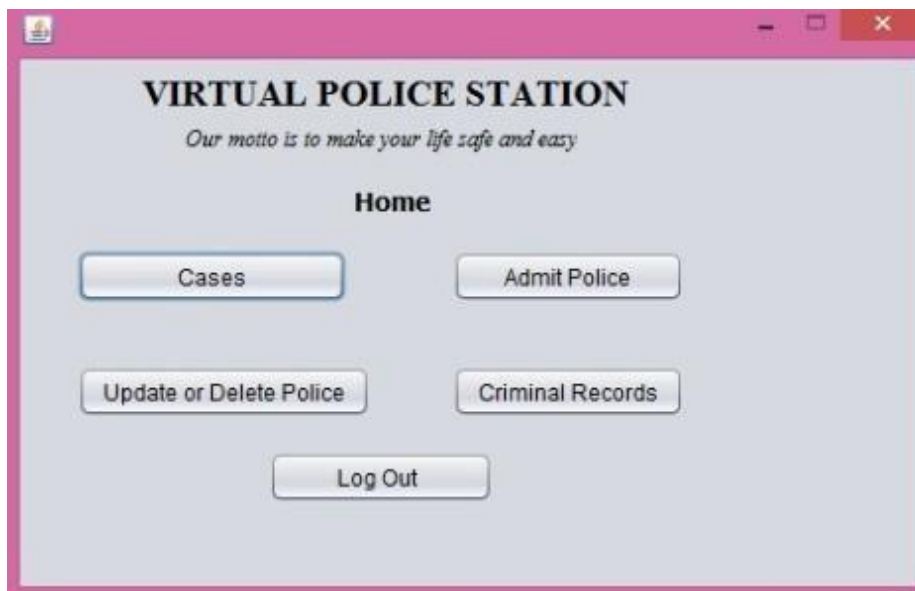 VIRTUAL POLICE STATION
Our motto is to make your life safe and easy
Home
Cases
Admit Police
Update or Delete Police
Criminal Records
Log Out